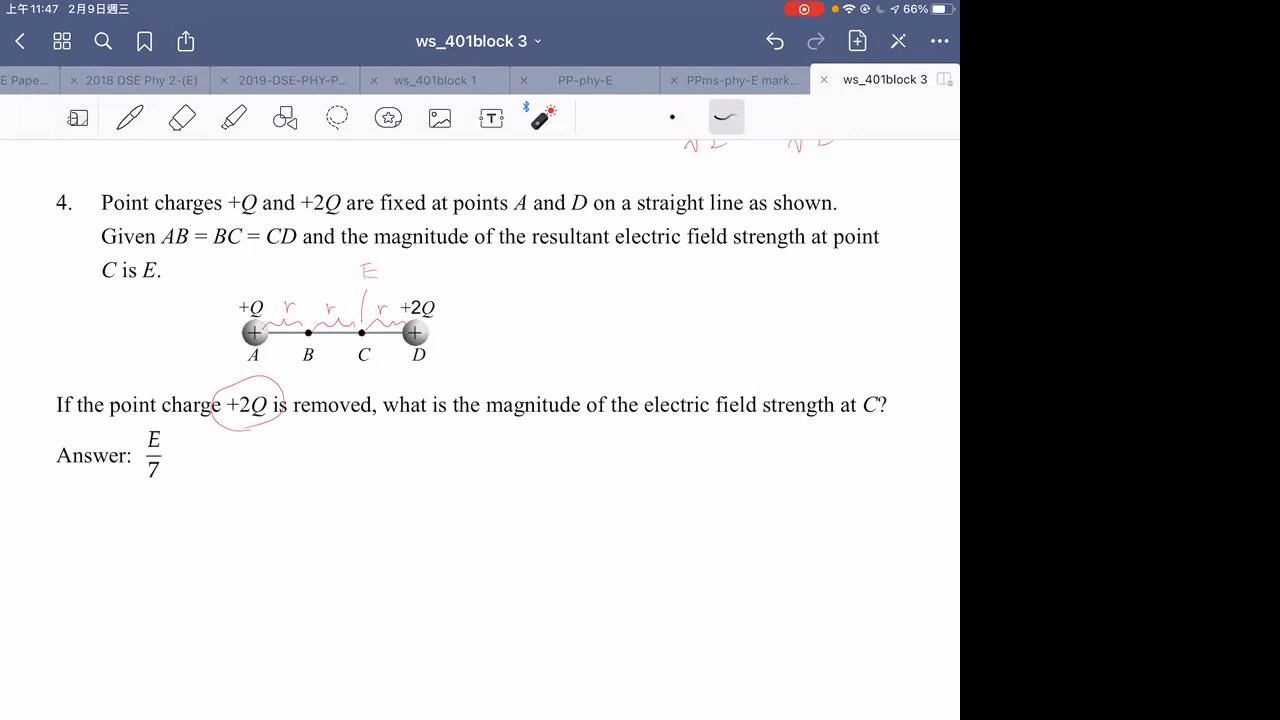 上午11:47 2月9日週三
66%
ws_401block 3
E Pape...
2018 DSE Phy 2-(E)
2019-DSE-PHY-P...
ws_401block 1
PP-phy-E
PPms-phy-E mark...
ws_401block 3
4. Point charges +Q and +2Q are fixed at points A and D on a straight line as shown.
Given AB = BC = CD and the magnitude of the resultant electric field strength at point
C is E.
E
+Q r r r +2Q
A B C D
If the point charge +2Q is removed, what is the magnitude of the electric field strength at C?
Answer: E/7